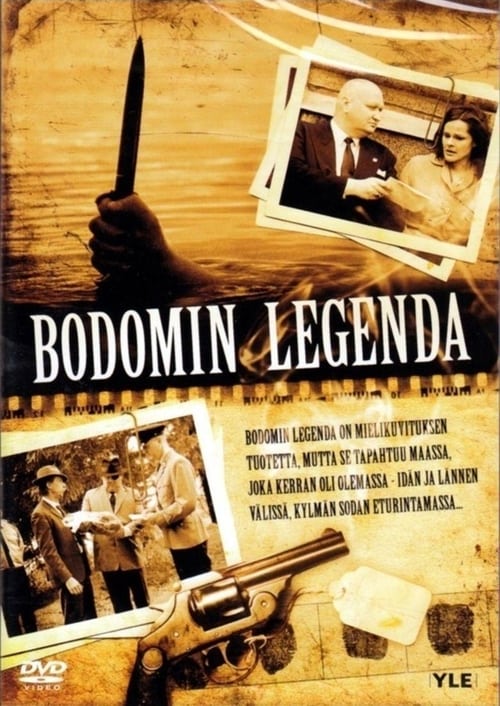 BODOMIN LEGENDA
BODOMIN LEGENDA ON MIELIKUVITUKSEN
TUOTETTA, MUTTA SE TAPAHTUU MAASSA,
JOKA KERRAN OLI OLEMASSA - IDÄN JA LÄNNEN
VÄLISSÄ, KYLMÄN SODAN ETURINTAMASSA...
DVD
VIDEO
YLE